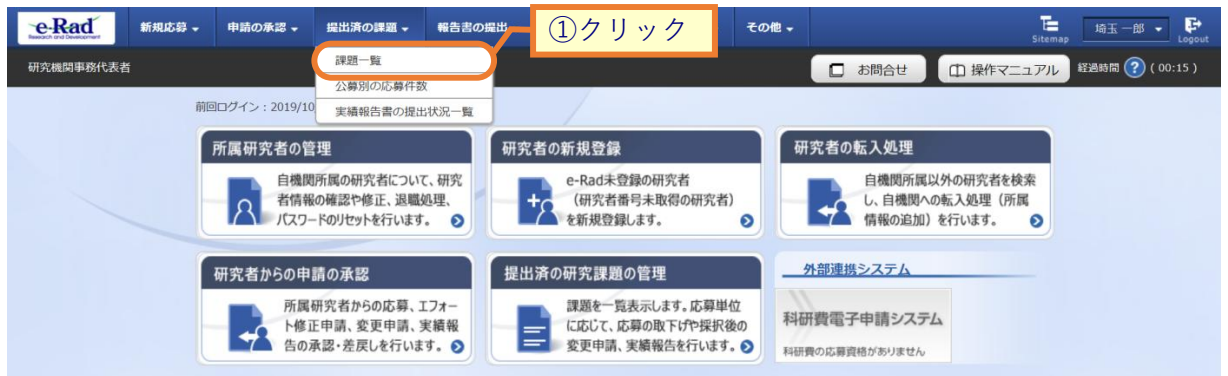 e-Rad
Research and Development
新規応募
申請の承認
提出済の課題
報告書の提出
①クリック
その他
Sitemap
埼玉 一郎
Logout
研究機関事務代表者
課題一覧
公募別の応募件数
実績報告書の提出状況一覧
お問合せ
操作マニュアル
経過時間 ? ( 00:15 )
前回ログイン : 2019/10
所属研究者の管理
自機関所属の研究者について、研究
者情報の確認や修正、退職処理、
パスワードのリセットを行います。
研究者の新規登録
e-Rad未登録の研究者
（研究者番号未取得の研究者）
を新規登録します。
研究者の転入処理
自機関所属以外の研究者を検索
し、自機関への転入処理（所属
情報の追加）を行います。
研究者からの申請の承認
所属研究者からの応募、エフォー
ト修正申請、変更申請、実績報
告の承認・差戻しを行います。
提出済の研究課題の管理
課題を一覧表示します。応募単位
に応じて、応募の取下げや採択後の
変更申請、実績報告を行います。
外部連携システム
科研費電子申請システム
科研費の応募資格がありません